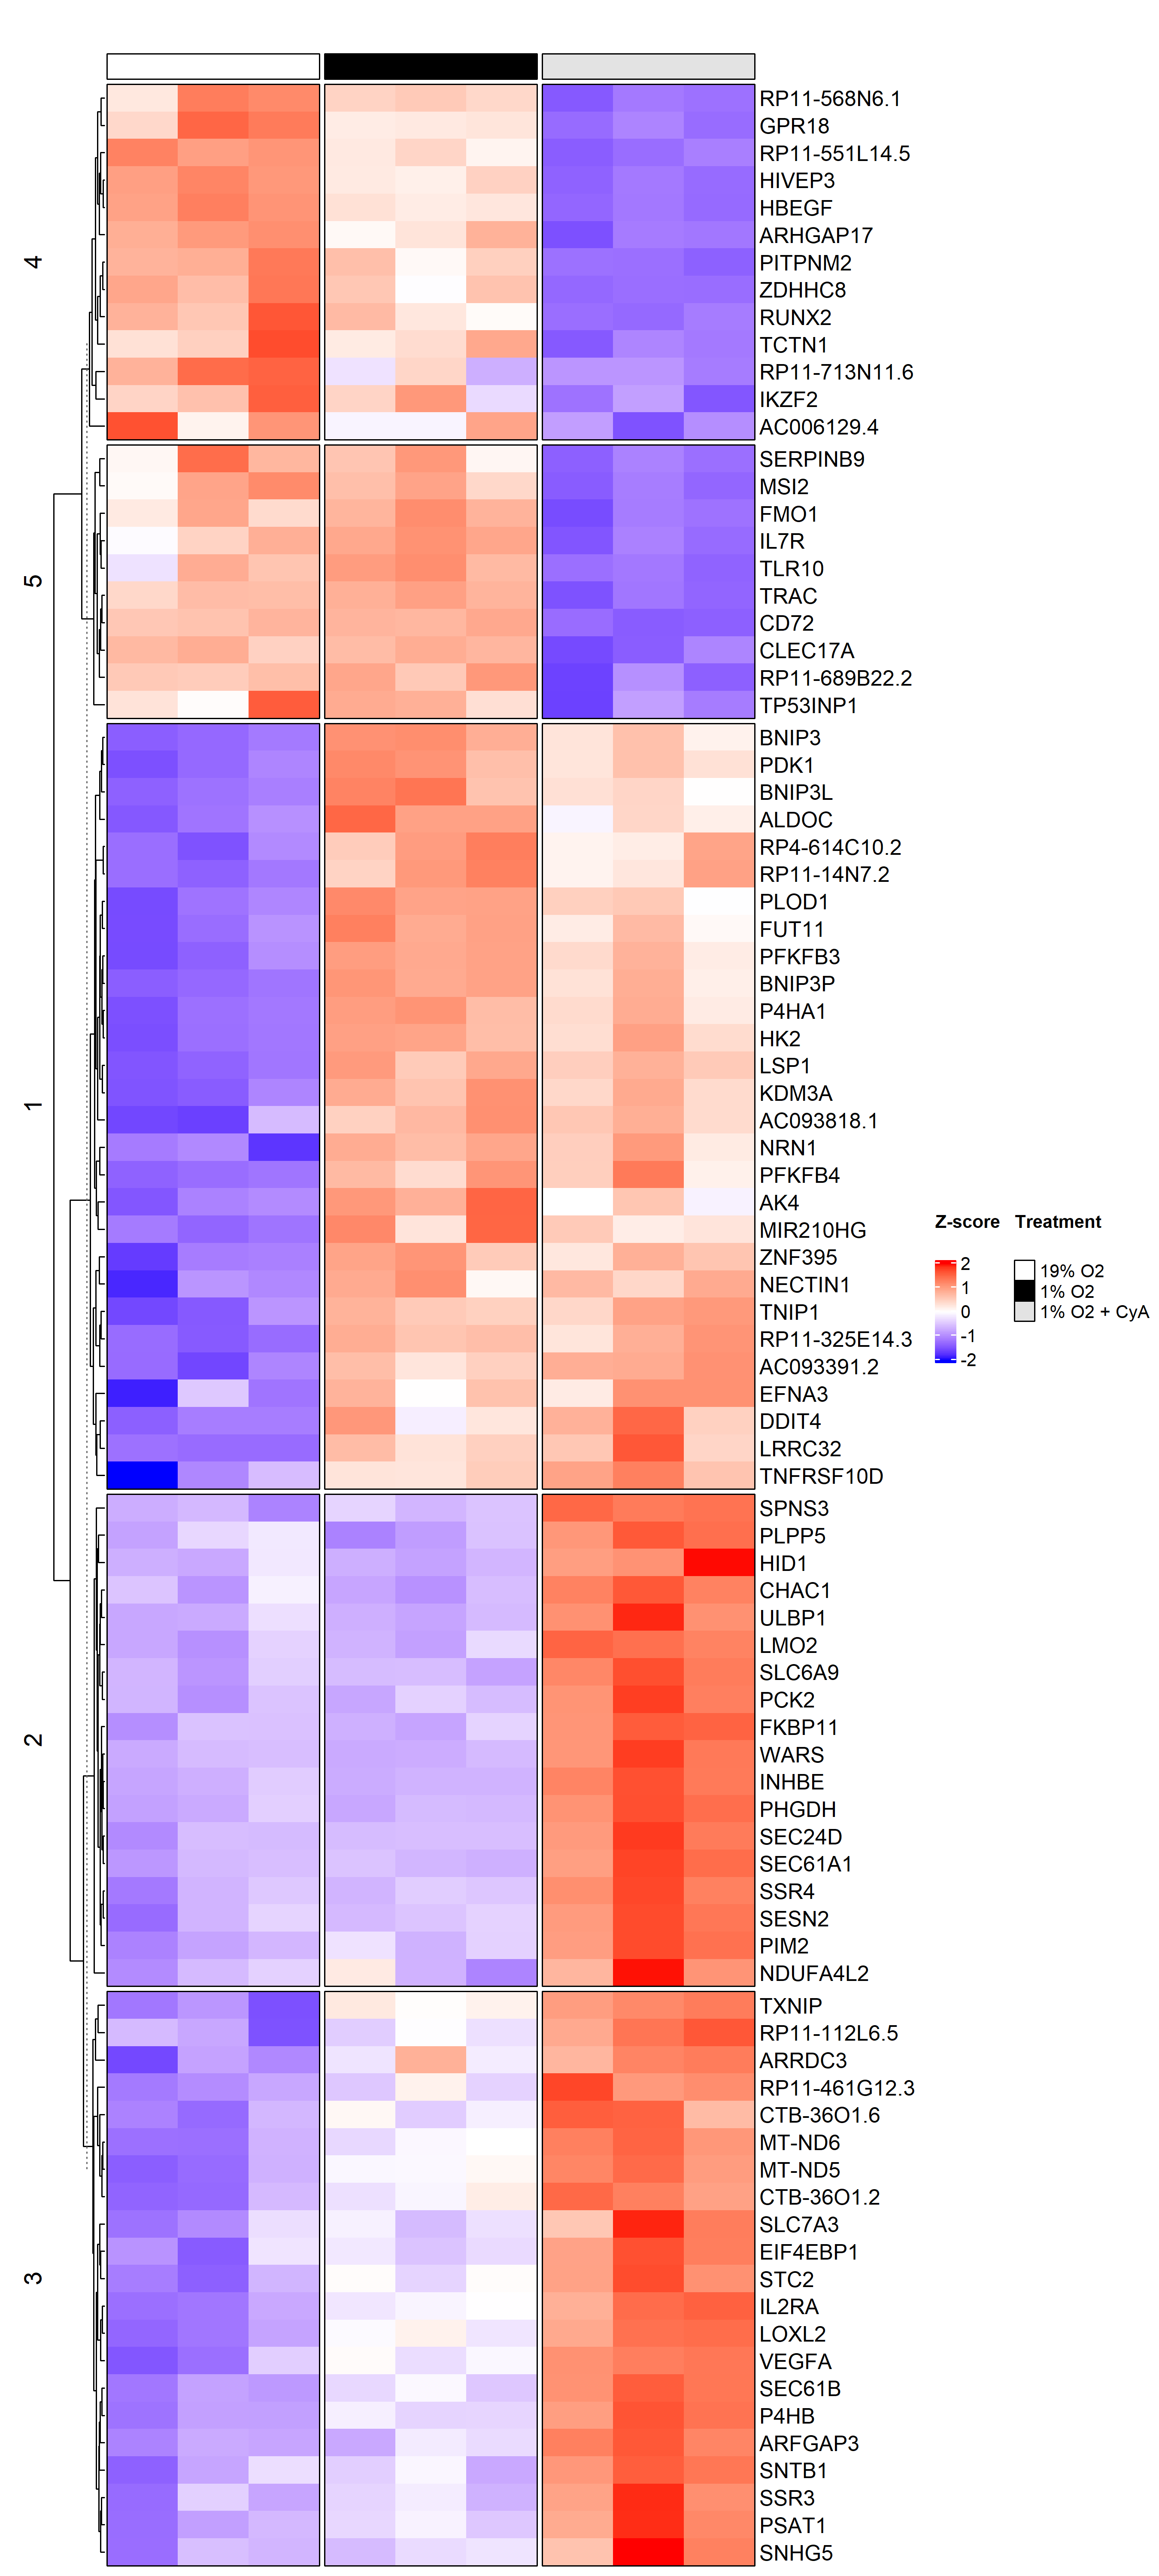 4
RP11-568N6.1
GPR18
RP11-551L14.5
HIVEP3
HBEGF
ARHGAP17
PITPNM2
ZDHHC8
RUNX2
TCTN1
RP11-713N11.6
IKZF2
AC006129.4
5
SERPINB9
MSI2
FMO1
IL7R
TLR10
TRAC
CD72
CLEC17A
RP11-689B22.2
TP53INP1
1
BNIP3
PDK1
BNIP3L
ALDOC
RP4-614C10.2
RP11-14N7.2
PLOD1
FUT11
PFKFB3
BNIP3P
P4HA1
HK2
LSP1
KDM3A
AC093818.1
NRN1
PFKFB4
AK4
MIR210HG
ZNF395
NECTIN1
TNIP1
RP11-325E14.3
AC093391.2
EFNA3
DDIT4
LRRC32
TNFRSF10D
2
SPNS3
PLPP5
HID1
CHAC1
ULBP1
LMO2
SLC6A9
PCK2
FKBP11
WARS
INHBE
PHGDH
SEC24D
SEC61A1
SSR4
SESN2
PIM2
NDUFA4L2
3
TXNIP
RP11-112L6.5
ARRDC3
RP11-461G12.3
CTB-36O1.6
MT-ND6
MT-ND5
CTB-36O1.2
SLC7A3
EIF4EBP1
STC2
IL2RA
LOXL2
VEGFA
SEC61B
P4HB
ARFGAP3
SNTB1
SSR3
PSAT1
SNHG5
Z-score
2
1
0
-1
-2
Treatment
19% O2
1% O2
1% O2 + CyA